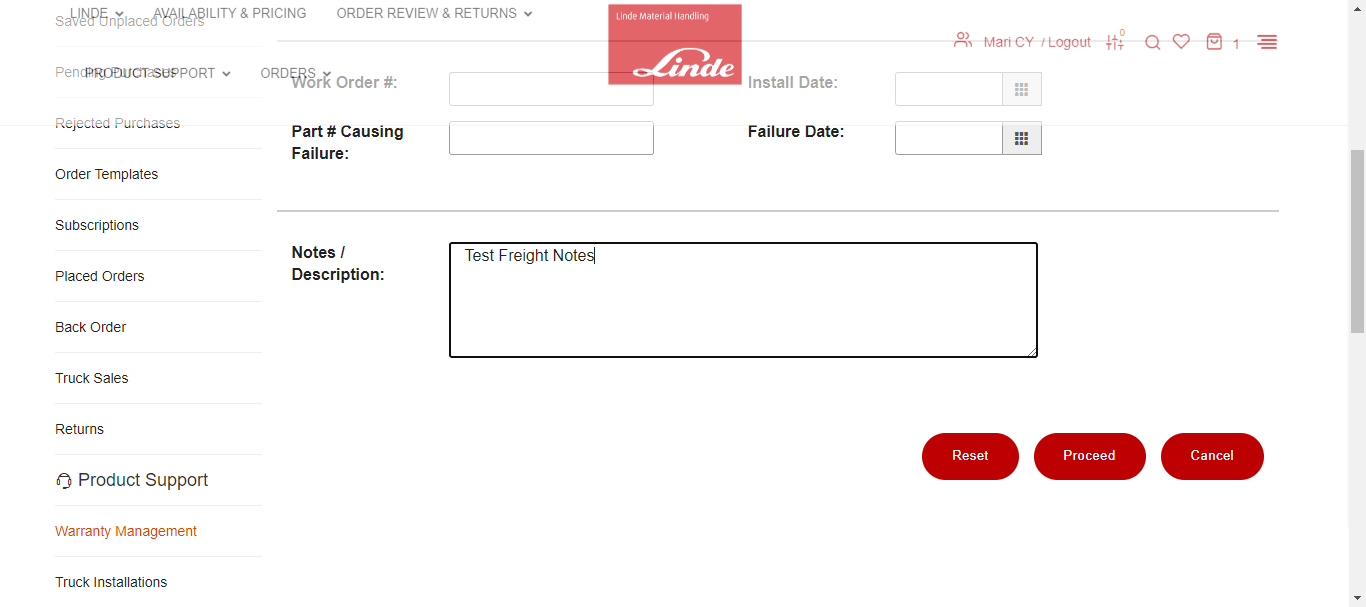 LINDE AVAILABILITY & PRICING ORDER REVIEW & RETURNS
PRODUCT SUPPORT ORDERS
Linde Material Handling
Linde
Mari CY / Logout 0 1
Saved Unplaced Orders
Pending Purchases
Rejected Purchases
Order Templates
Subscriptions
Placed Orders
Back Order
Truck Sales
Returns
Product Support
Warranty Management
Truck Installations
Work Order #:
Install Date:
Part # Causing
Failure:
Failure Date:
Notes /
Description:
Test Freight Notes
Reset Proceed Cancel